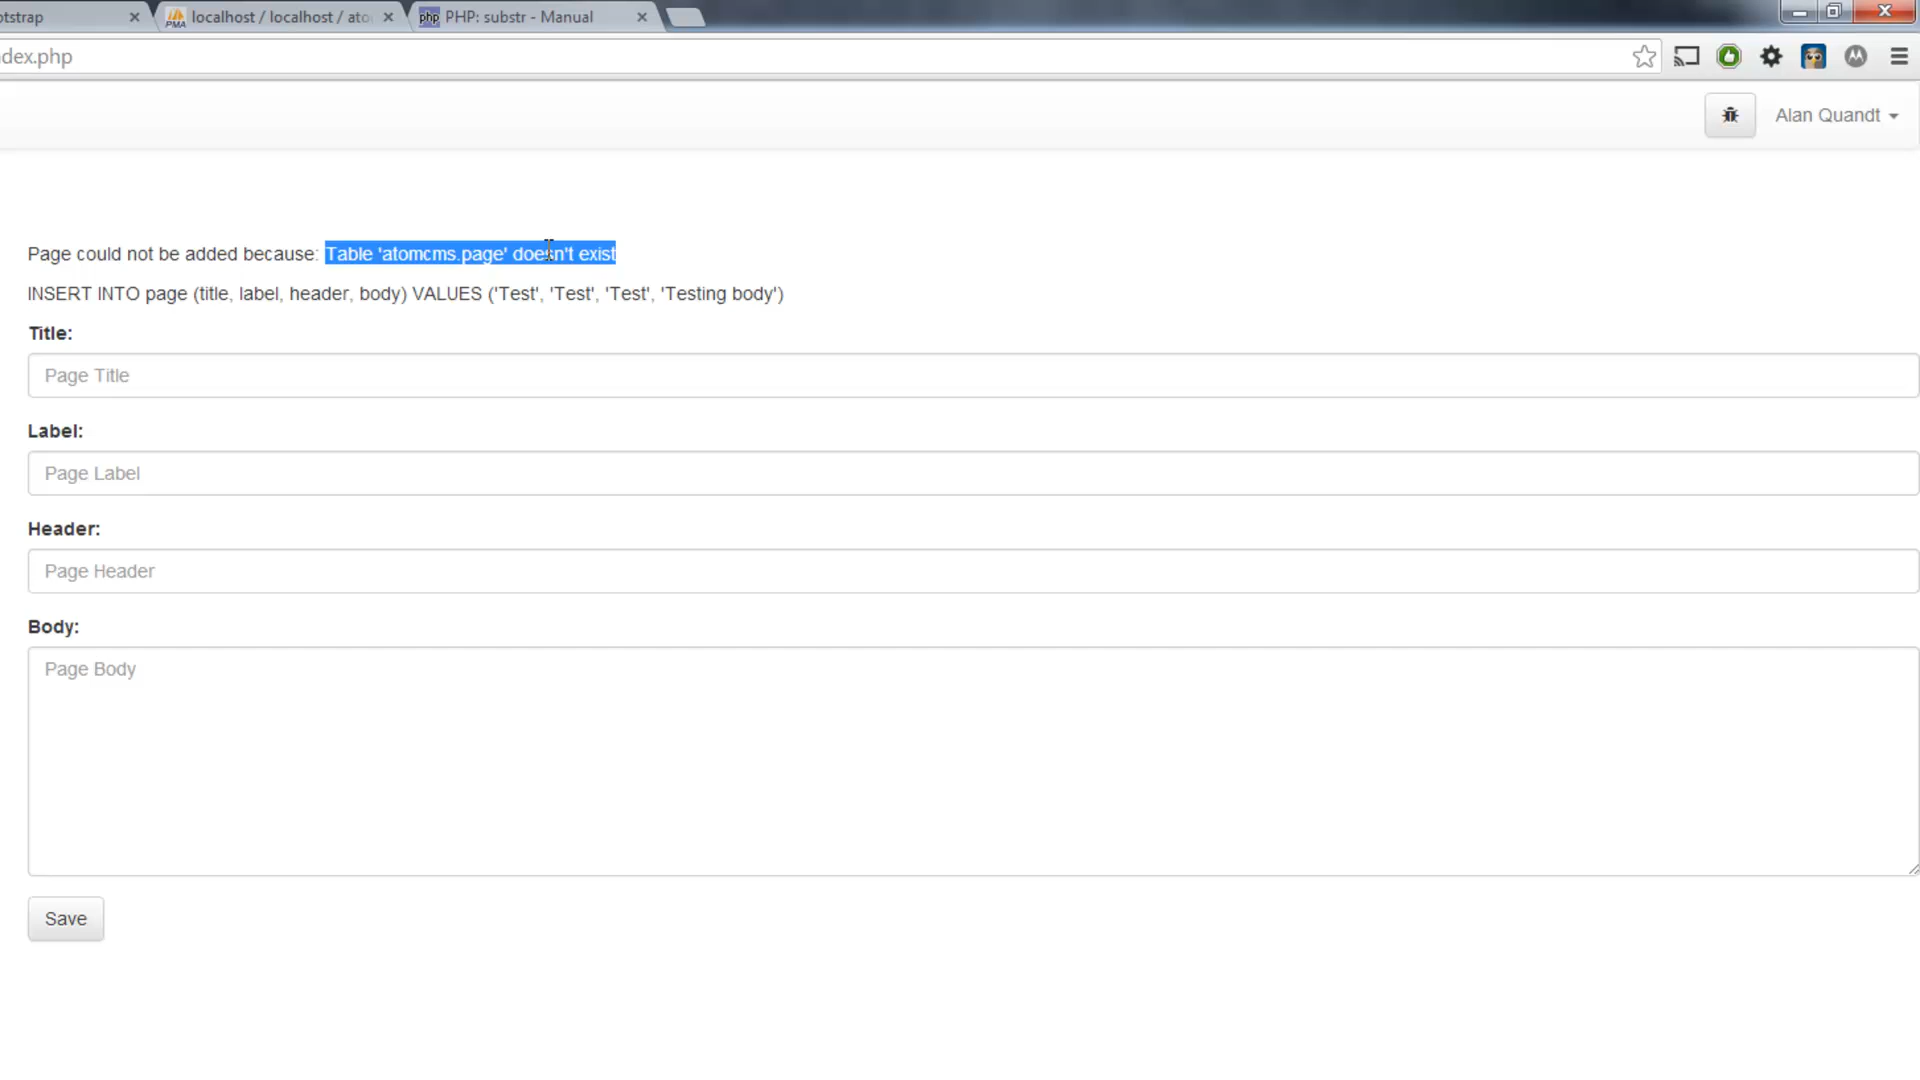 otstrap
localhost / localhost / ato
PHP: substr - Manual
dex.php
Alan Quandt
Page could not be added because: Table 'atomcms.page' doesn't exist
INSERT INTO page (title, label, header, body) VALUES ('Test', 'Test', 'Test', 'Testing body')
Title:
Page Title
Label:
Page Label
Header:
Page Header
Body:
Page Body
Save